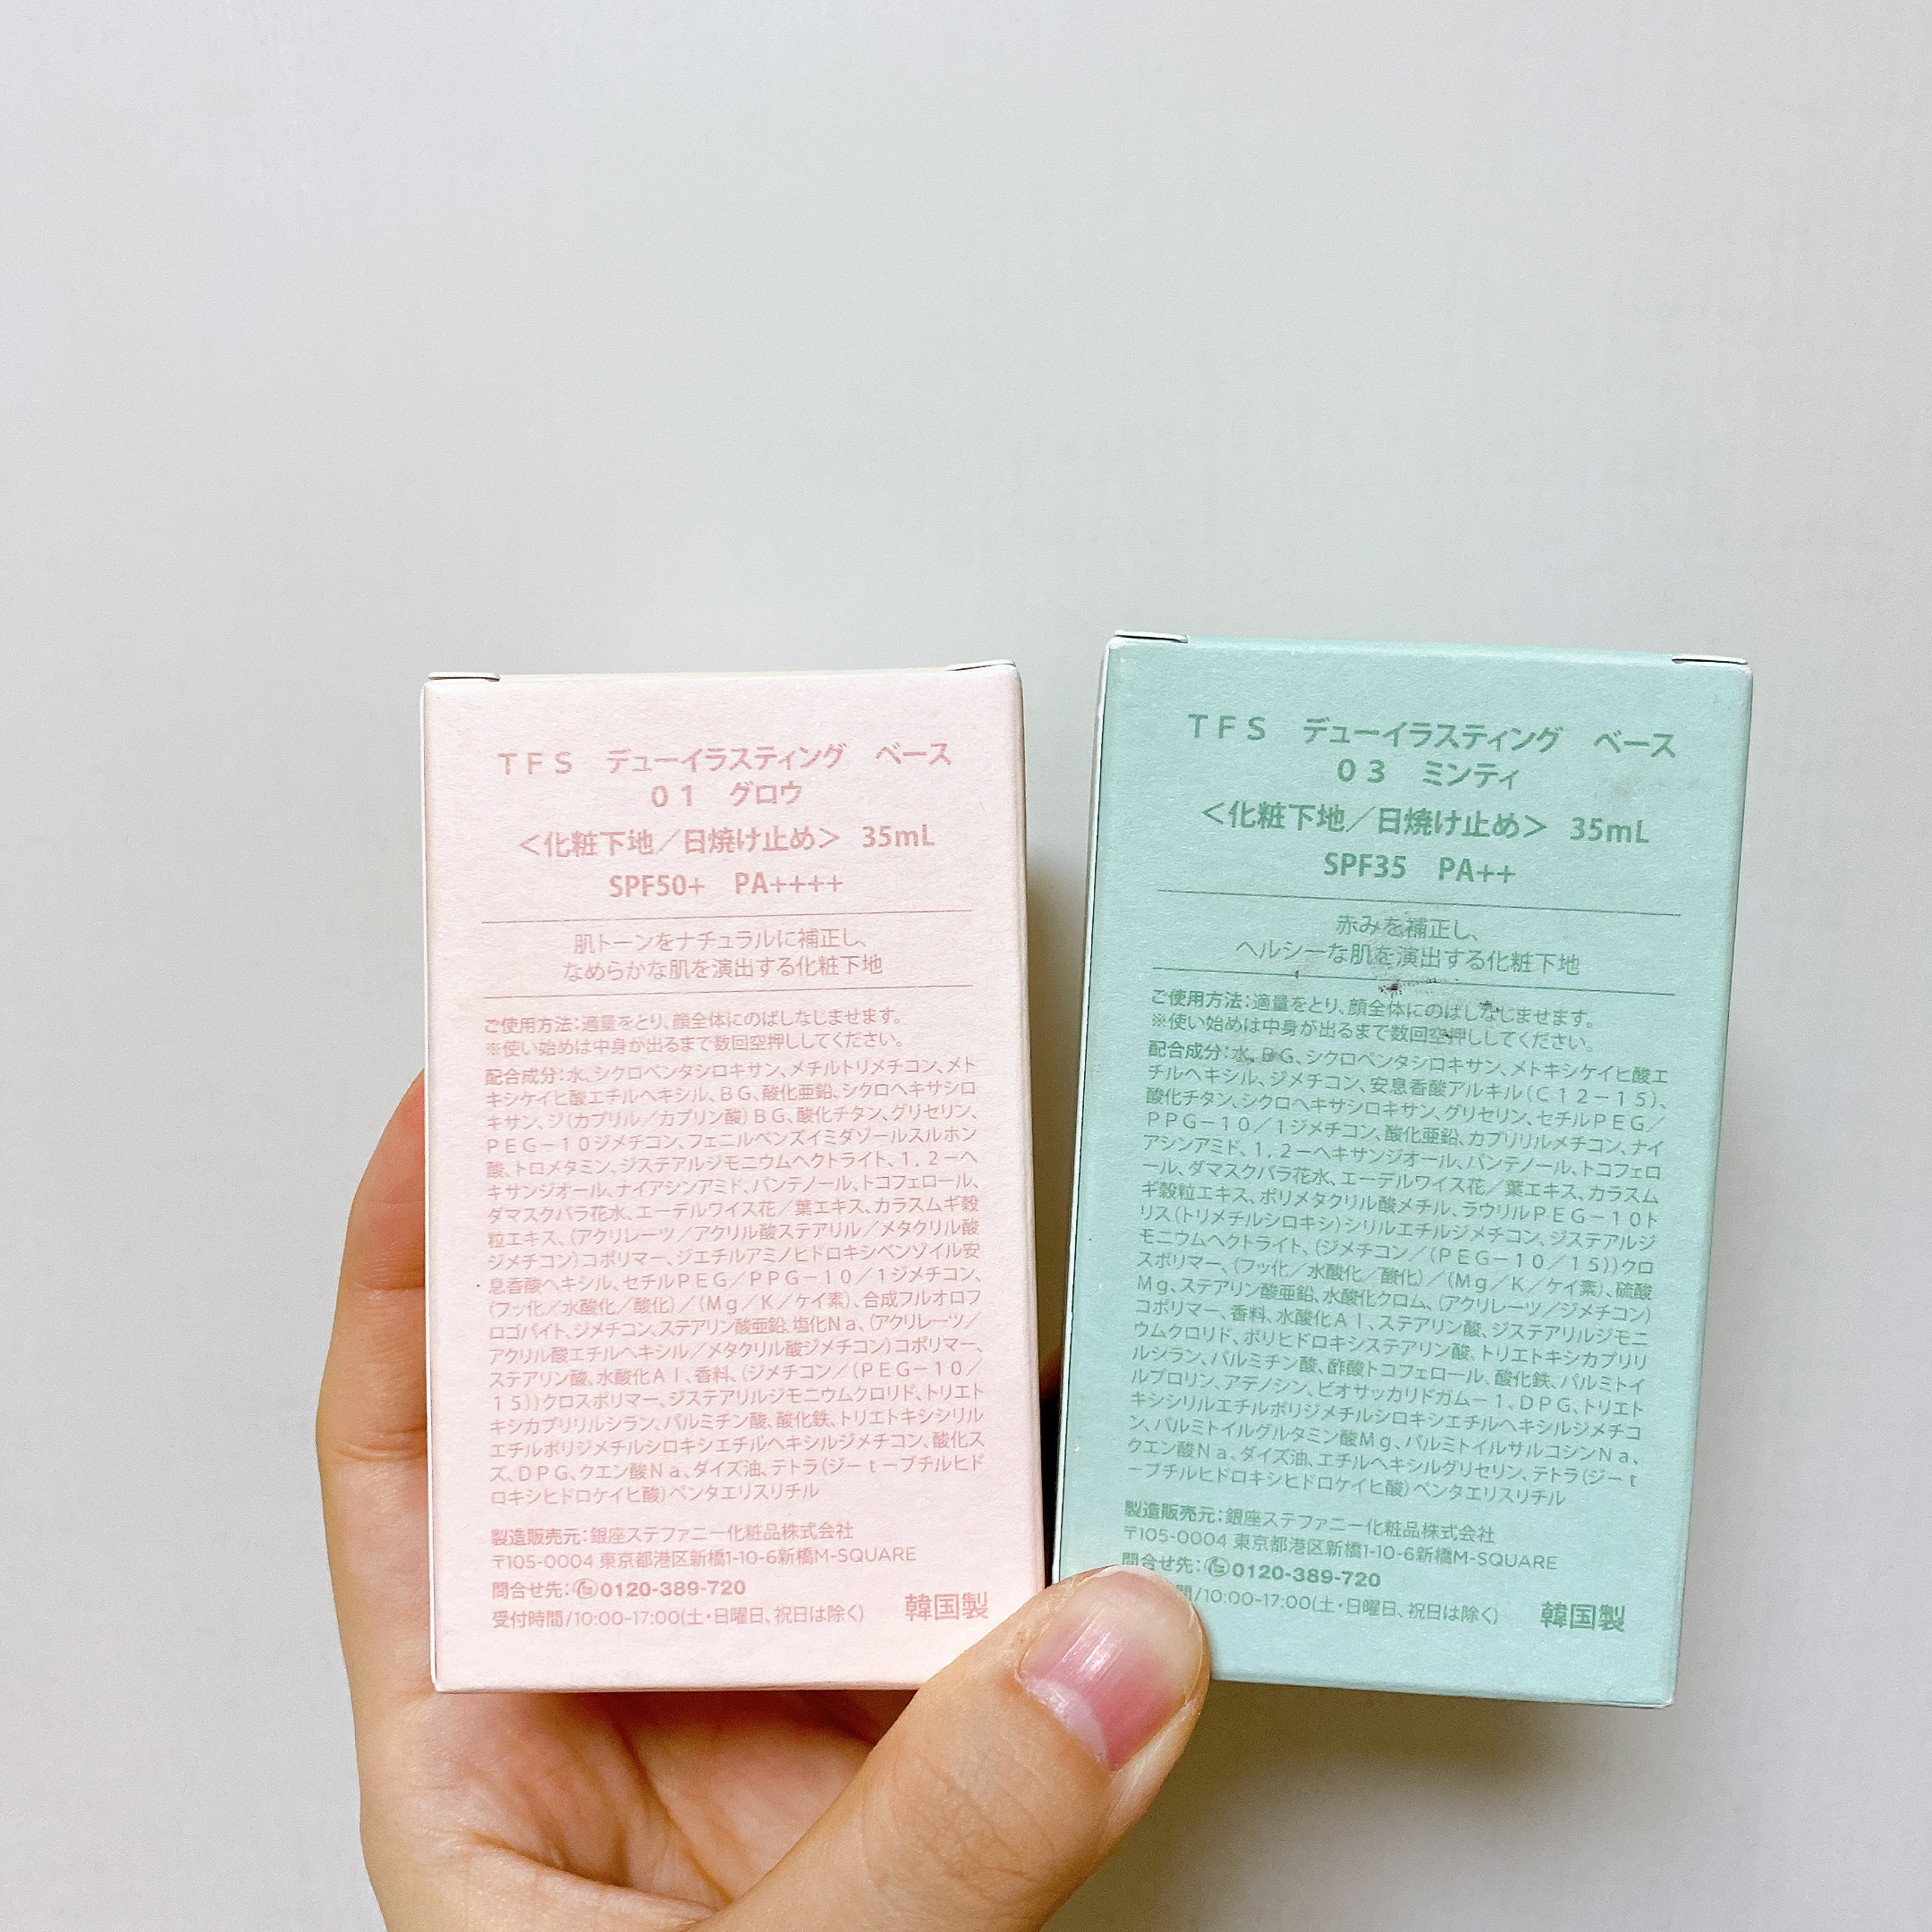 TFS デューイラスティング ベース
01 グロウ
＜化粧下地／日焼け止め＞ 35mL
SPF50+ PA++++
肌トーンをナチュラルに補正し、
なめらかな肌を演出する化粧下地
ご使用方法：適量をとり、顔全体にのばしなじませます。
※使い始めは中身が出るまで数回空押ししてください。
配合成分：水、シクロペンタシロキサン、メチルトリメチコン、メト
キシケイヒ酸エチルヘキシル、BG、酸化亜鉛、シクロヘキサシロ
キサン、ジ（カプリル／カプリン酸）BG、酸化チタン、グリセリン、
PEG－10ジメチコン、フェニルベンズイミダゾールスルホン
酸、トロメタミン、ジステアルジモニウムヘクトライト、1，2－ヘ
キサンジオール、ナイアシンアミド、パンテノール、トコフェロール、
ダマスクバラ花水、エーデルワイス花／葉エキス、カラスムギ穀
粒エキス、（アクリレーツ／アクリル酸ステアリル／メタクリル酸
ジメチコン）コポリマー、ジエチルアミノヒドロキシベンゾイル安
息香酸ヘキシル、セチルPEG／PPG－10／1ジメチコン、
（フッ化／水酸化／酸化）／（Mg／K／ケイ素）、合成フルオロフ
ロゴパイト、ジメチコン、ステアリン酸亜鉛、塩化Na、（アクリレーツ／
アクリル酸エチルヘキシル／メタクリル酸ジメチコン）コポリマー、
ステアリン酸、水酸化Al、香料、（ジメチコン／（PEG－10／
15））クロスポリマー、ジステアリルジモニウムクロリド、トリエト
キシカプリリルシラン、パルミチン酸、酸化鉄、トリエトキシシリル
エチルポリジメチルシロキシエチルヘキシルジメチコン、酸化ス
ズ、DPG、クエン酸Na、ダイズ油、テトラ（ジーｔーブチルヒド
ロキシヒドロケイヒ酸）ペンタエリスリチル
製造販売元：銀座ステファニー化粧品株式会社
〒105-0004 東京都港区新橋1-10-6新橋M-SQUARE
問合せ先：0120-389-720
受付時間/10:00-17:00(土・日曜日、祝日は除く) 韓国製
TFS デューイラスティング ベース
03 ミンティ
＜化粧下地／日焼け止め＞ 35mL
SPF35 PA++
赤みを補正し、
ヘルシーな肌を演出する化粧下地
ご使用方法：適量をとり、顔全体にのばしなじませます。
※使い始めは中身が出るまで数回空押ししてください。
配合成分：水、BG、シクロペンタシロキサン、メトキシケイヒ酸エ
チルヘキシル、ジメチコン、安息香酸アルキル（C12－15）、
酸化チタン、シクロヘキサシロキサン、グリセリン、セチルPEG／
PPG－10／1ジメチコン、酸化亜鉛、カプリリルメチコン、ナイ
アシンアミド、1，2－ヘキサンジオール、パンテノール、トコフェロ
ール、ダマスクバラ花水、エーデルワイス花／葉エキス、カラスム
ギ穀粒エキス、ポリメタクリル酸メチル、ラウリルPEG－10ト
リス（トリメチルシロキシ）シリルエチルジメチコン、ジステアルジ
モニウムヘクトライト、（ジメチコン／（PEG－10／15））クロ
スポリマー、（フッ化／水酸化／酸化）／（Mg／K／ケイ素）、硫酸
Mg、ステアリン酸亜鉛、水酸化クロム、（アクリレーツ／ジメチコン）
コポリマー、香料、水酸化Al、ステアリン酸、ジステアリルジモニ
ウムクロリド、ポリヒドロキシステアリン酸、トリエトキシカプリリ
ルシラン、パルミチン酸、酢酸トコフェロール、酸化鉄、パルミトイ
ルプロリン、アデノシン、ビオサッカリドガムー1、DPG、トリエト
キシシリルエチルポリジメチルシロキシエチルヘキシルジメチコ
ン、パルミトイルグルタミン酸Mg、パルミトイルサルコシンNa、
クエン酸Na、ダイズ油、エチルヘキシルグリセリン、テトラ（ジーｔ
ーブチルヒドロキシヒドロケイヒ酸）ペンタエリスリチル
製造販売元：銀座ステファニー化粧品株式会社
〒105-0004 東京都港区新橋1-10-6新橋M-SQUARE
問合せ先：0120-389-720
間/10:00-17:00(土・日曜日、祝日は除く) 韓国製